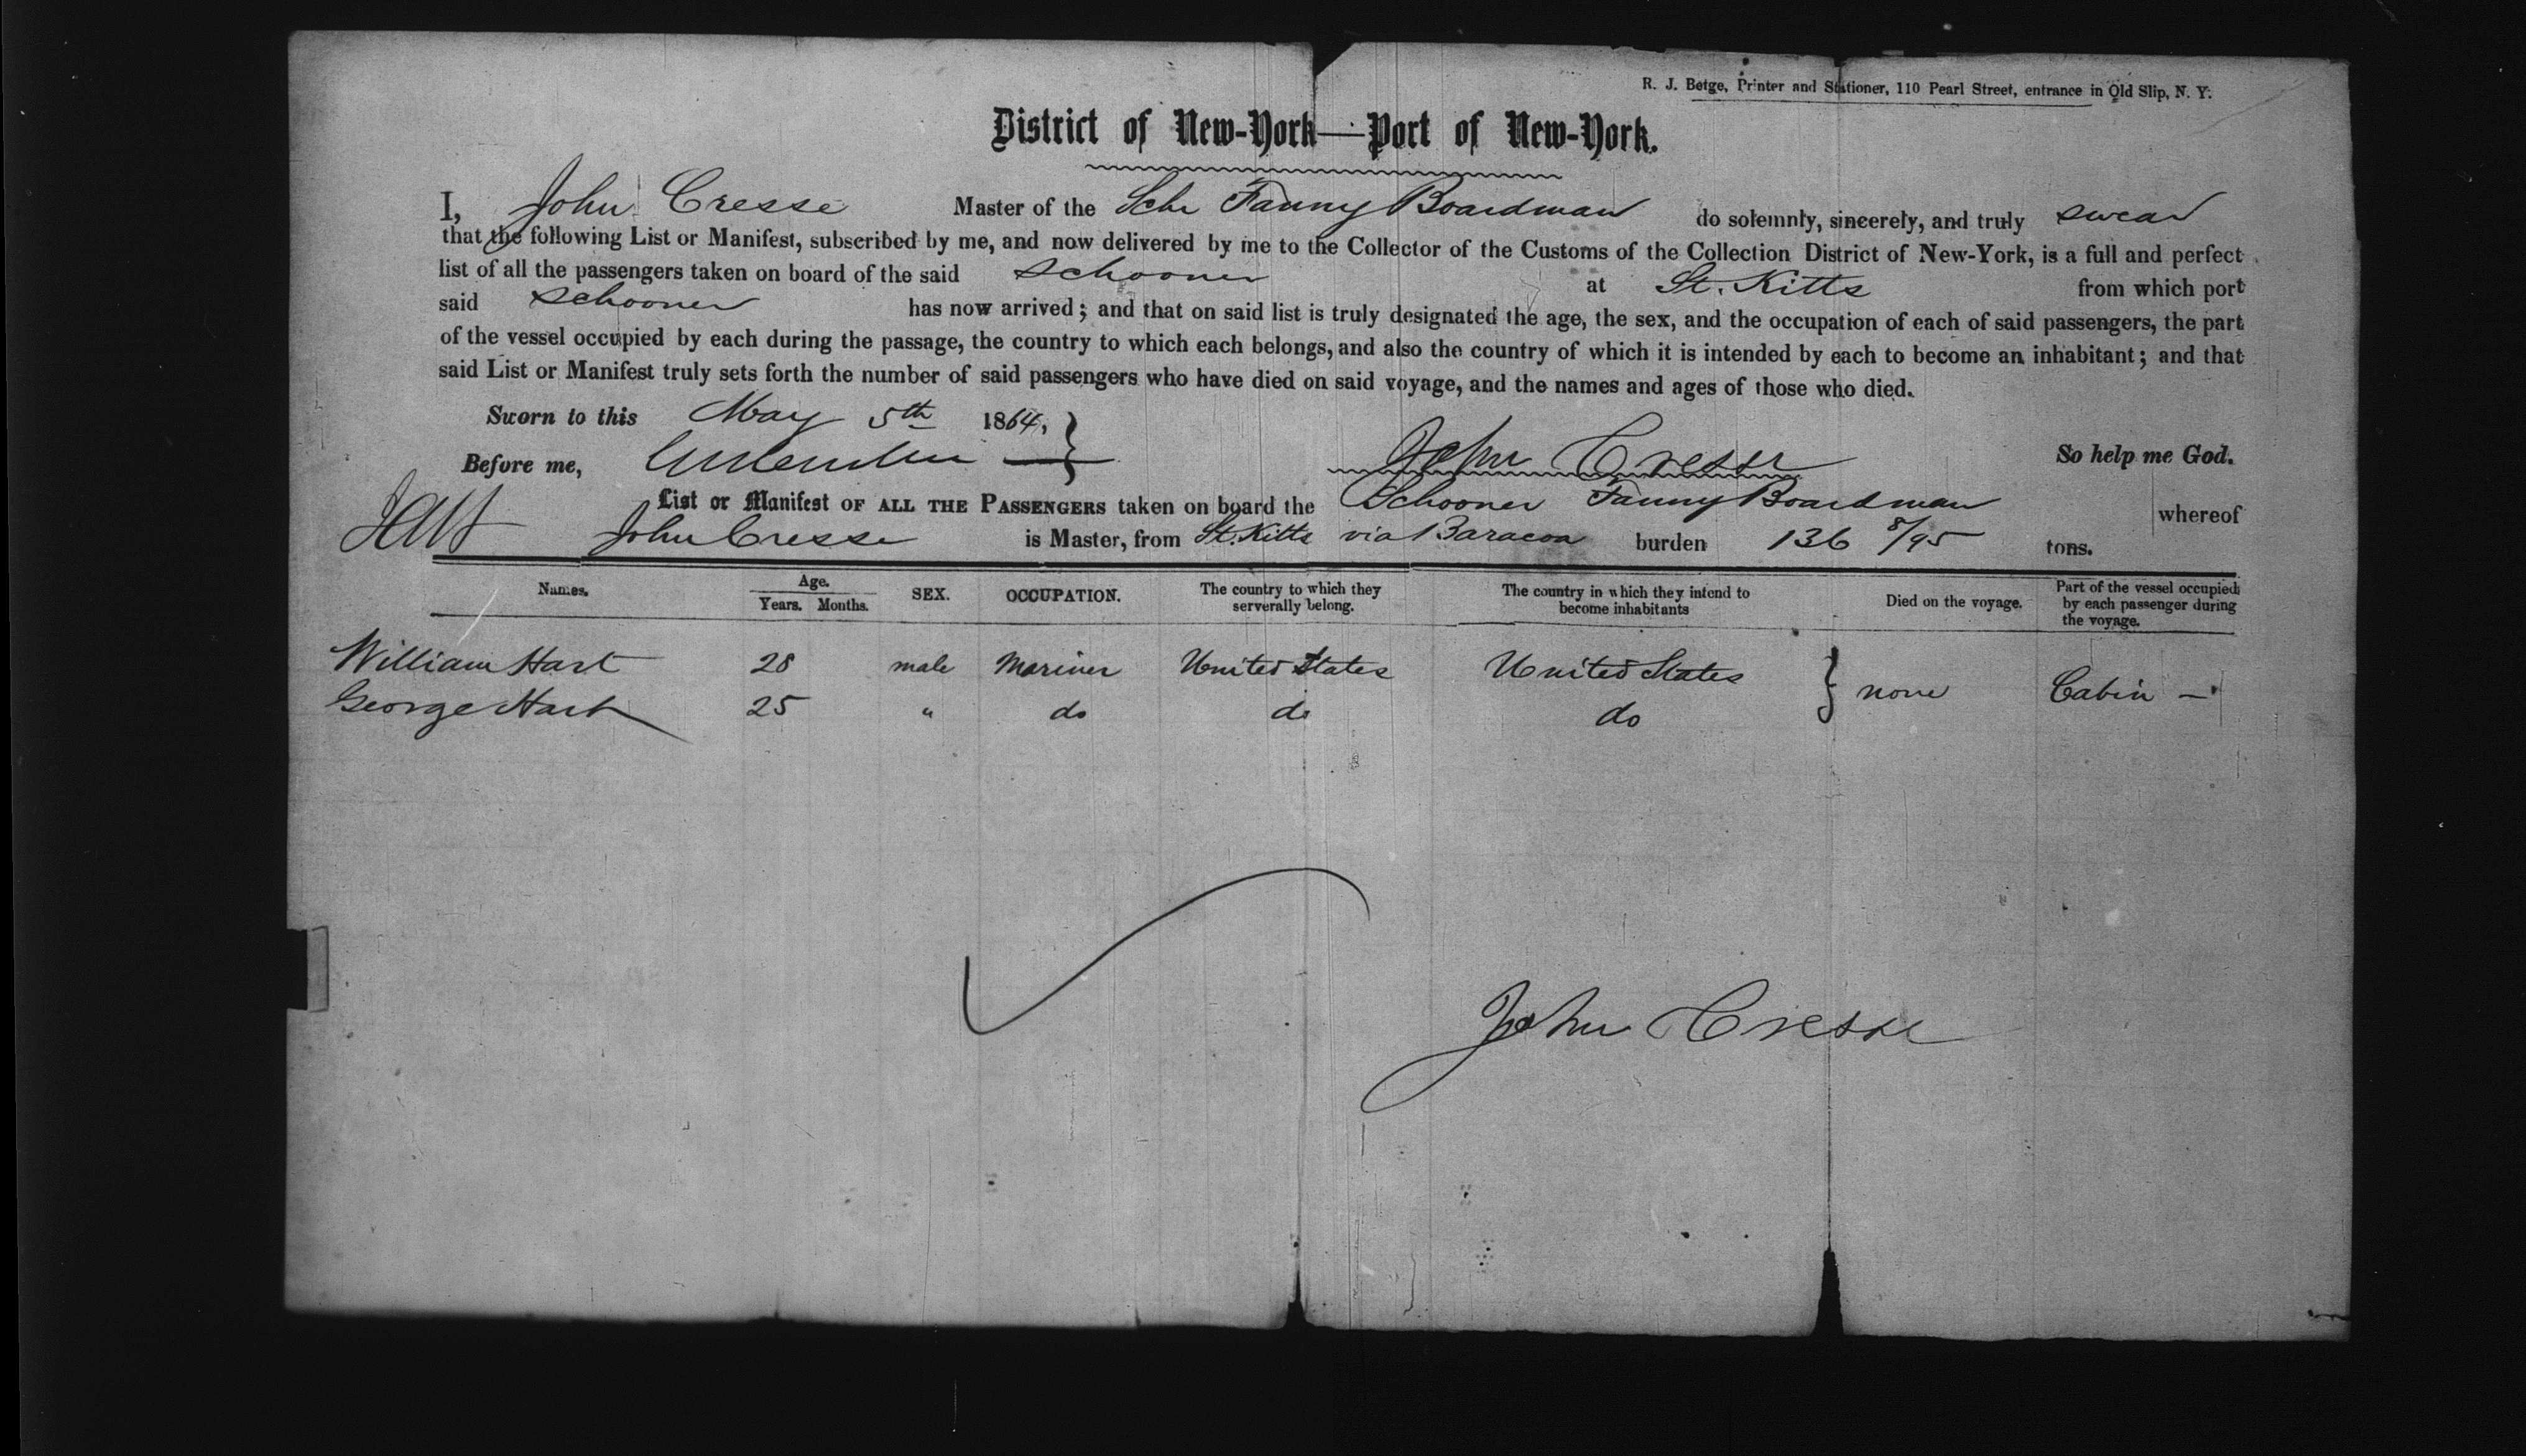 R. J. Betge, Printer and Stationer, 110 Pearl Street, entrance in Old Slip, N. Y.
District of New-York—Port of New-York.
I, John Cresse Master of the Schr Fanny Boardman do solemnly, sincerely, and truly swear
that the following List or Manifest, subscribed by me, and now delivered by me to the Collector of the Customs of the Collection District of New-York, is a full and perfect
list of all the passengers taken on board of the said schooner at St. Kitts from which port
said schooner has now arrived; and that on said list is truly designated the age, the sex, and the occupation of each of said passengers, the part
of the vessel occupied by each during the passage, the country to which each belongs, and also the country of which it is intended by each to become an inhabitant; and that
said List or Manifest truly sets forth the number of said passengers who have died on said voyage, and the names and ages of those who died.
Sworn to this May 5th 1864,
Before me, John Cresse So help me God.
List or Manifest OF ALL THE PASSENGERS taken on board the Schooner Fanny Boardman whereof
John Cresse is Master, from St. Kitts via Baracoa burden 136 8/95 tons.
Names. Age. Years. Months. SEX. OCCUPATION. The country to which they serverally belong. The country in which they intend to become inhabitants Died on the voyage. Part of the vessel occupied by each passenger during the voyage.
William Hart 28 male Mariner United States United States none Cabin —
George Hart 25 " do do do
John Cresse